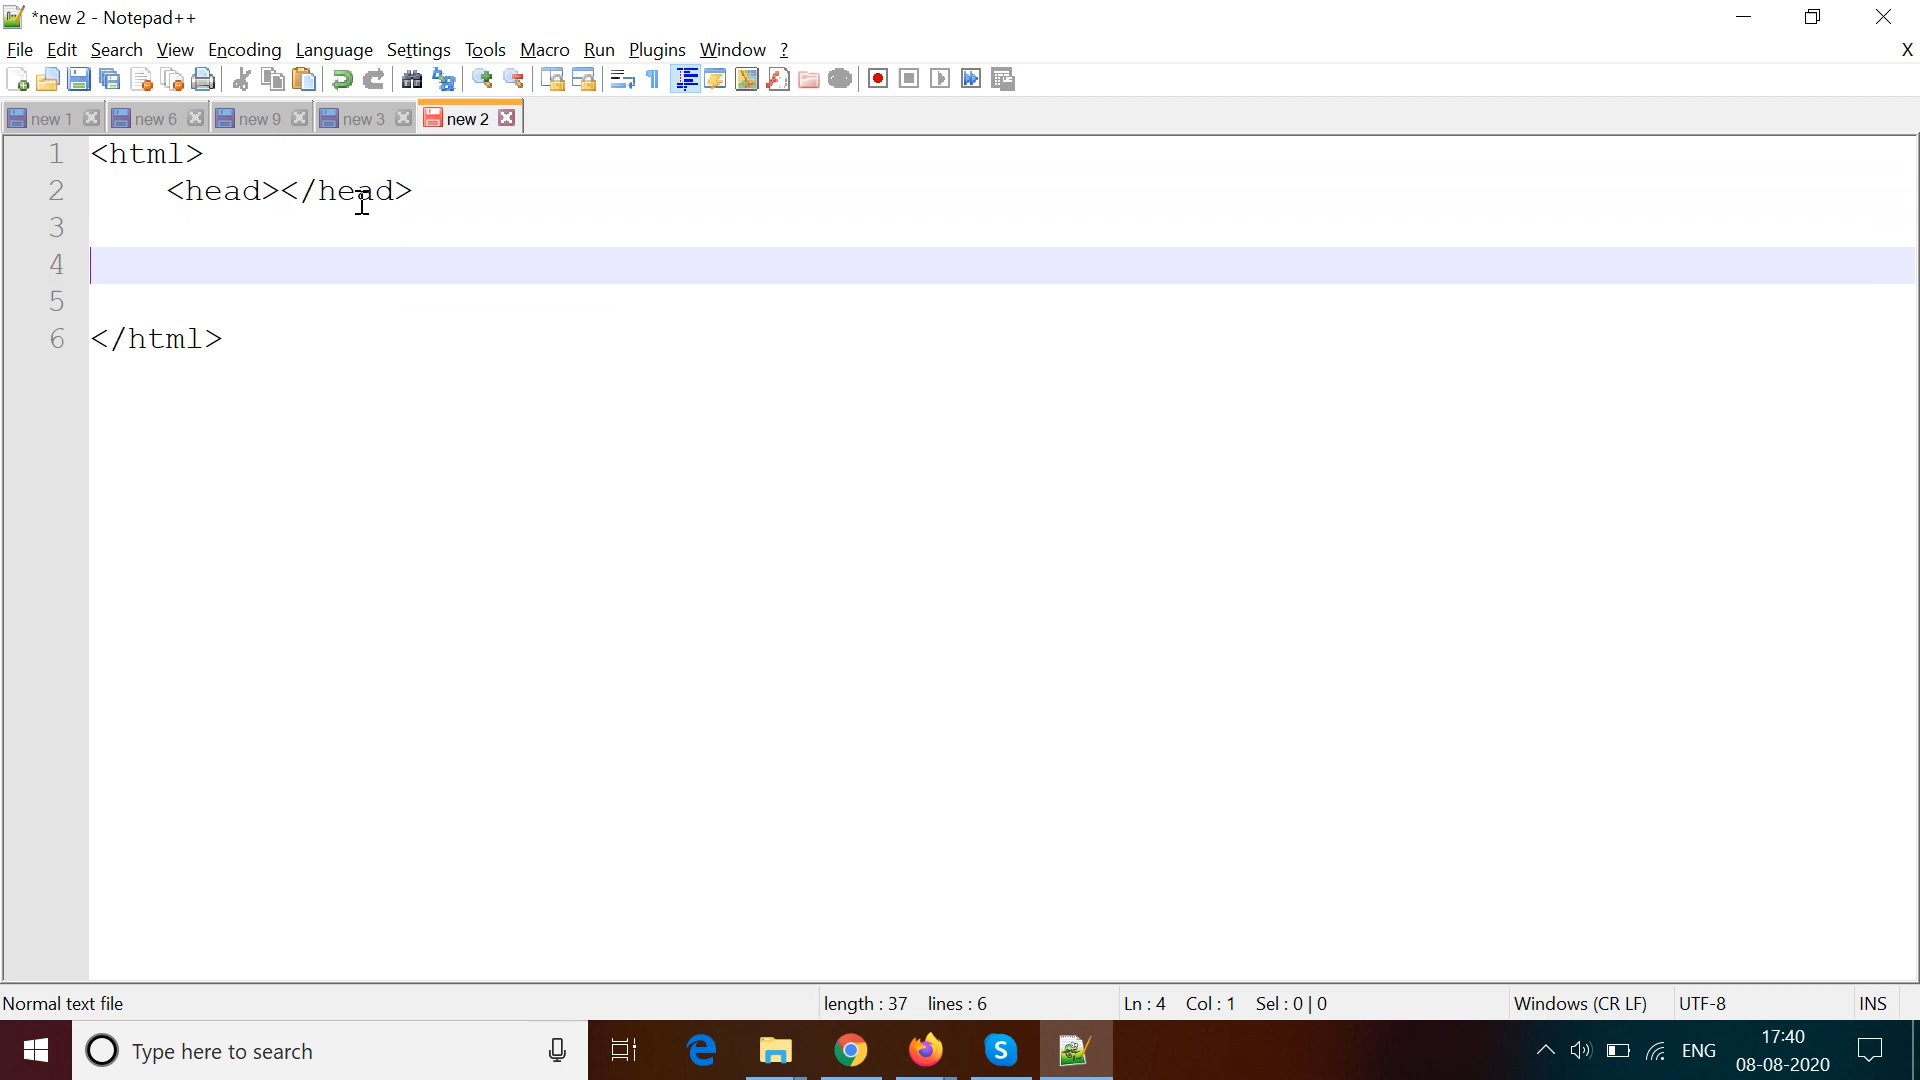 *new 2 - Notepad++
File Edit Search View Encoding Language Settings Tools Macro Run Plugins Window ? X
new 1 new 6 new 9 new 3 new 2
1 <html>
2 <head></head>
3
4
5
6 </html>
Normal text file length : 37 lines : 6 Ln : 4 Col : 1 Sel : 0 | 0 Windows (CR LF) UTF-8 INS
Type here to search ENG 17:40
08-08-2020